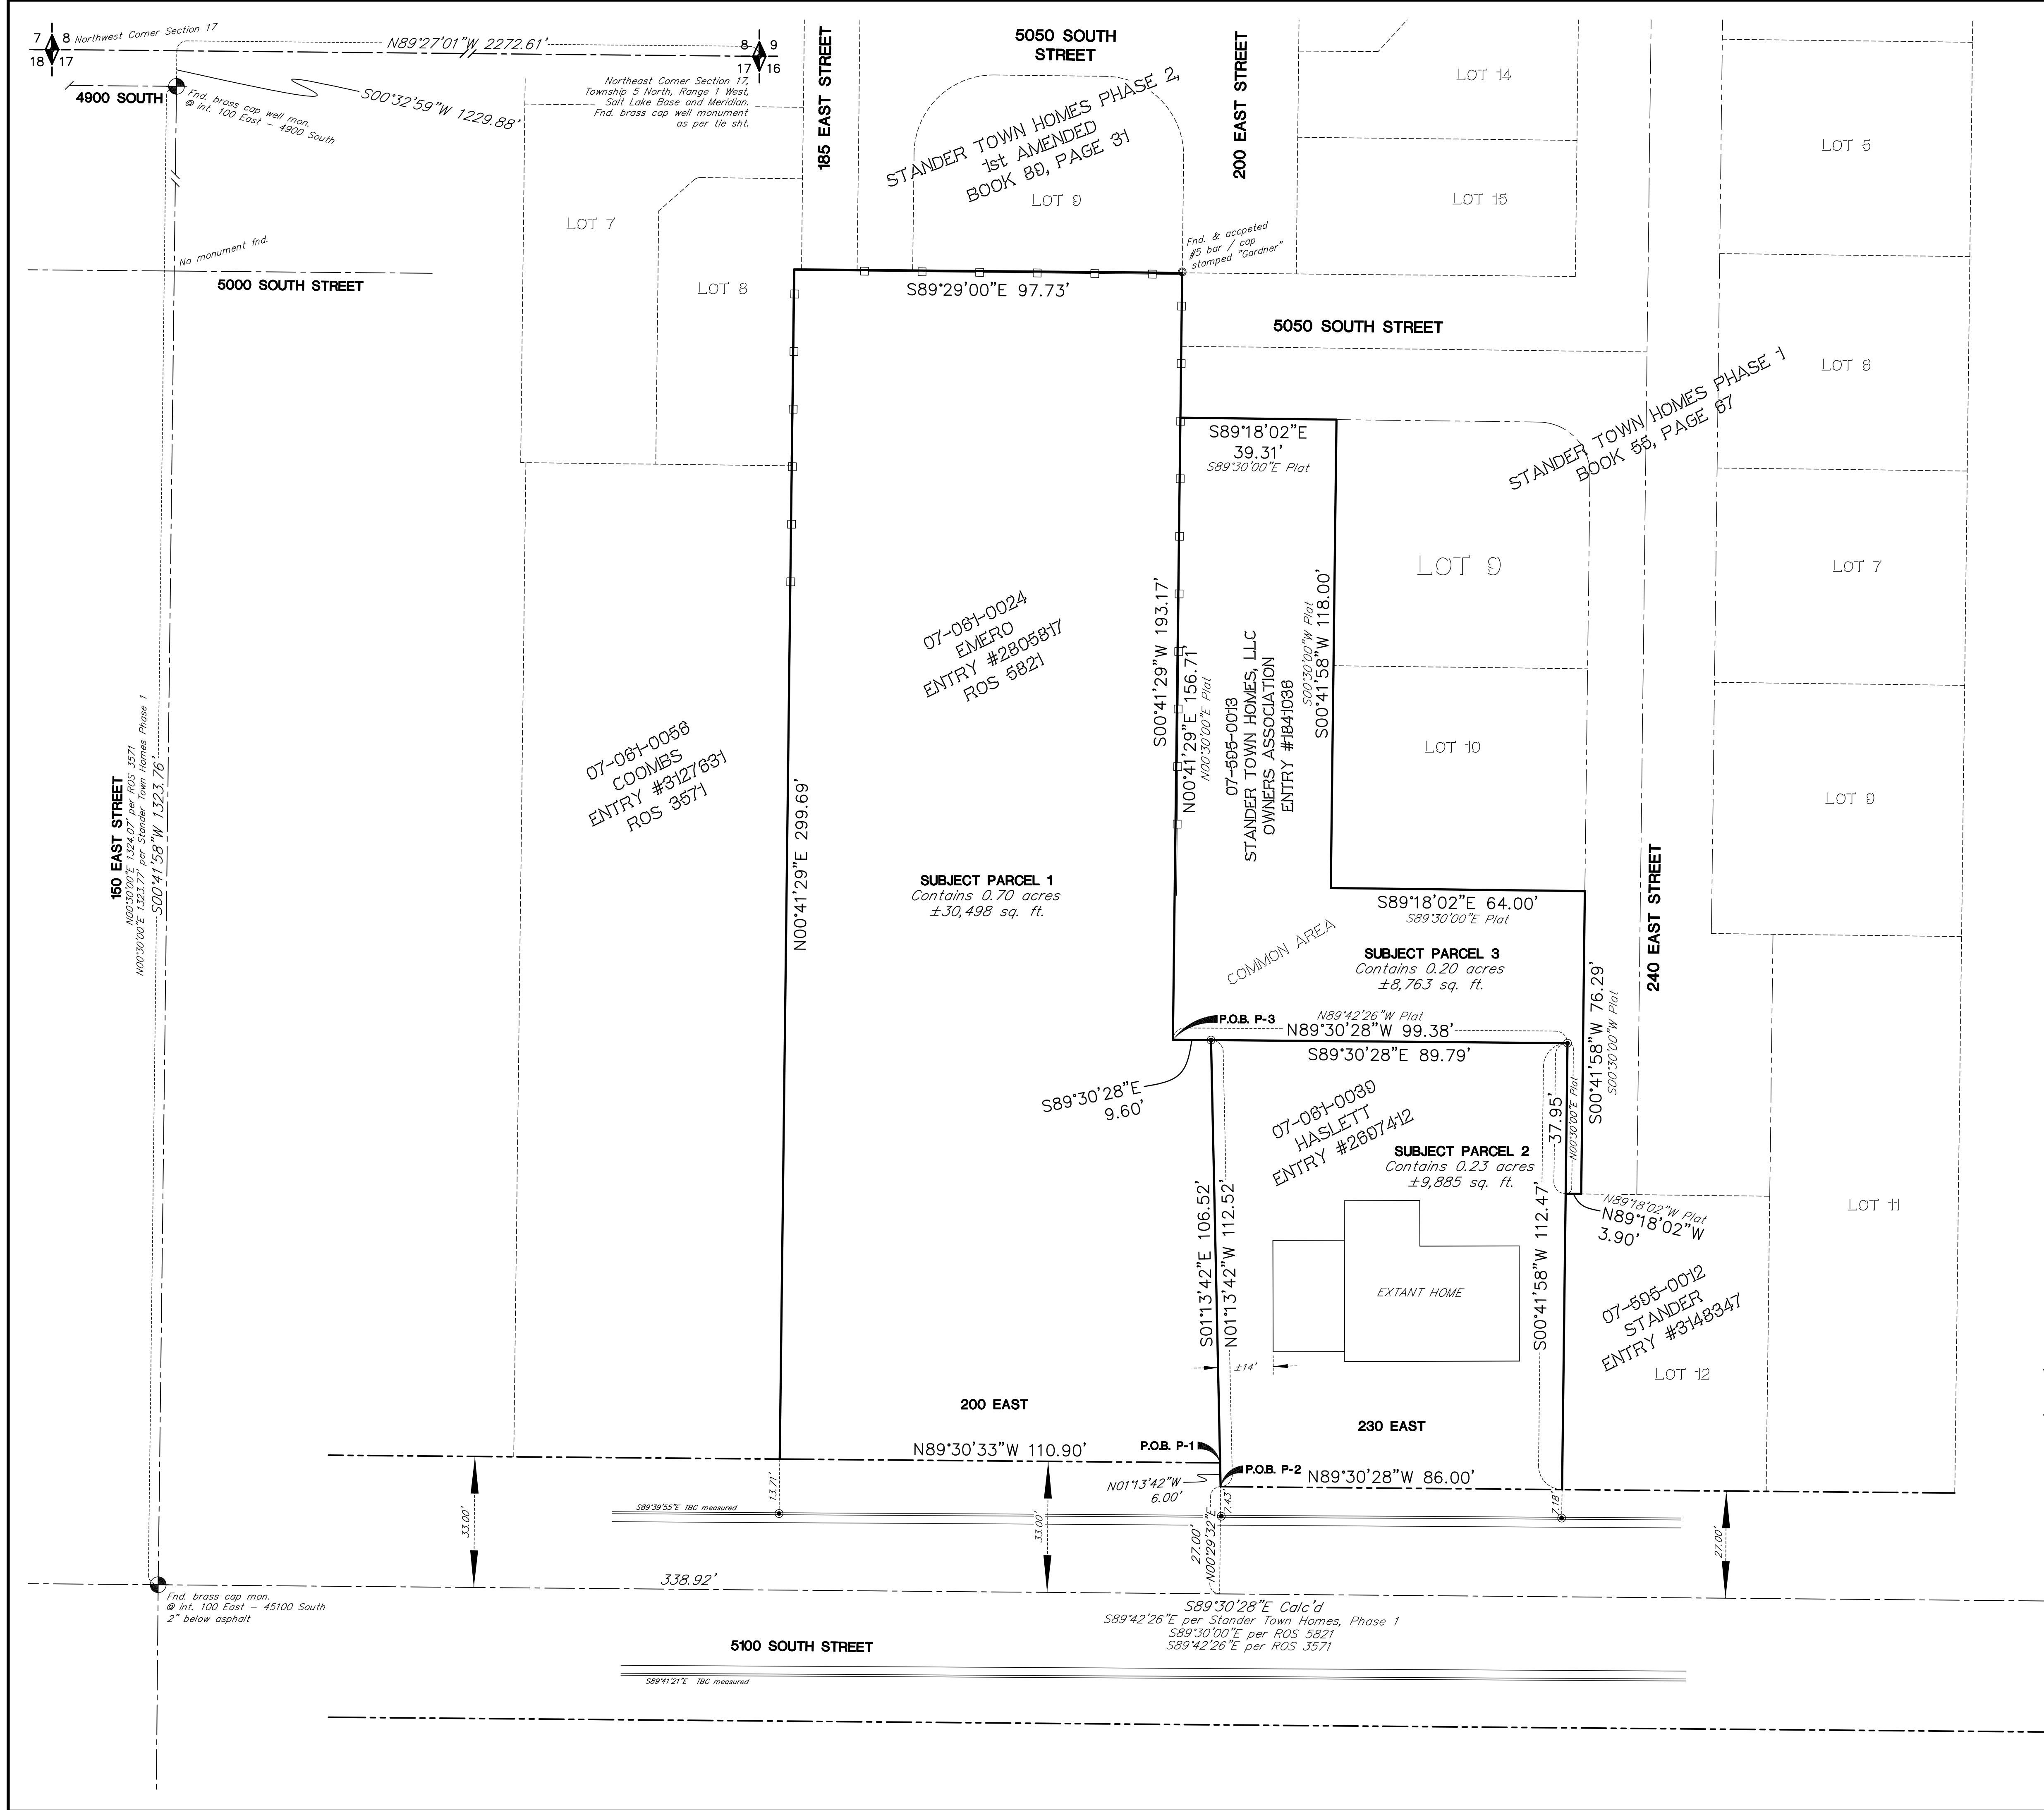 7 8
18 17
Northwest Corner Section 17
N89°27'01"W 2272.61'
8 9
17 16
Northeast Corner Section 17,
Township 5 North, Range 1 West,
Salt Lake Base and Meridian.
Fnd. brass cap well monument
as per tie sht.
4900 SOUTH
Fnd. brass cap well mon.
@ int. 100 East - 4900 South
S00°32'59"W 1229.88'
185 EAST STREET
5050 SOUTH
STREET
200 EAST STREET
STANDER TOWN HOMES PHASE 2,
1st AMENDED
BOOK 89, PAGE 31
LOT 9
LOT 14
LOT 15
LOT 5
LOT 7
LOT 8
No monument fnd.
5000 SOUTH STREET
Fnd. & accpeted
#5 bar / cap
stamped "Gardner"
S89°29'00"E 97.73'
5050 SOUTH STREET
STANDER TOWN HOMES PHASE 1
BOOK 55, PAGE 67
LOT 6
S89°18'02"E
39.31'
S89°30'00"E Plat
LOT 9
LOT 7
07-061-0024
EMERO
ENTRY #2805817
ROS 5821
S00°41'29"W 193.17'
N00°41'29"E 156.71'
N00°30'00"E Plat
07-595-0013
STANDER TOWN HOMES, LLC
OWNERS ASSOCIATION
ENTRY #1841036
S00°30'00"W Plat
S00°41'58"W 118.00'
LOT 10
LOT 9
07-061-0056
COOMBS
ENTRY #3127631
ROS 3571
150 EAST STREET
N00°30'00"E 1324.07' per ROS 3571
N00°30'00"E 1323.77' per Stander Town Homes Phase 1
S00°41'58"W 1323.76'
N00°41'29"E 299.69'
SUBJECT PARCEL 1
Contains 0.70 acres
±30,498 sq. ft.
S89°18'02"E 64.00'
S89°30'00"E Plat
COMMON AREA
SUBJECT PARCEL 3
Contains 0.20 acres
±8,763 sq. ft.
240 EAST STREET
S00°41'58"W 76.29'
S00°30'00"W Plat
P.O.B. P-3
N89°42'26"W Plat
N89°30'28"W 99.38'
S89°30'28"E 89.79'
S89°30'28"E
9.60'
07-061-0039
HASLETT
ENTRY #2697412
37.95'
N00°30'00"E Plat
SUBJECT PARCEL 2
Contains 0.23 acres
±9,885 sq. ft.
S01°13'42"E 106.52'
N01°13'42"W 112.52'
S00°41'58"W 112.47'
N89°18'02"W Plat
N89°18'02"W
3.90'
LOT 11
EXTANT HOME
±14'
07-595-0012
STANDER
ENTRY #3148347
LOT 12
200 EAST
230 EAST
N89°30'33"W 110.90'
P.O.B. P-1
P.O.B. P-2
N89°30'28"W 86.00'
N01°13'42"W
6.00'
13.71'
7.43'
7.18'
S89°39'55"E TBC measured
33.00'
33.00'
27.00'
N00°29'32"E
27.00'
338.92'
Fnd. brass cap mon.
@ int. 100 East - 45100 South
2" below asphalt
S89°30'28"E Calc'd
S89°42'26"E per Stander Town Homes, Phase 1
S89°30'00"E per ROS 5821
S89°42'26"E per ROS 3571
5100 SOUTH STREET
S89°41'21"E TBC measured